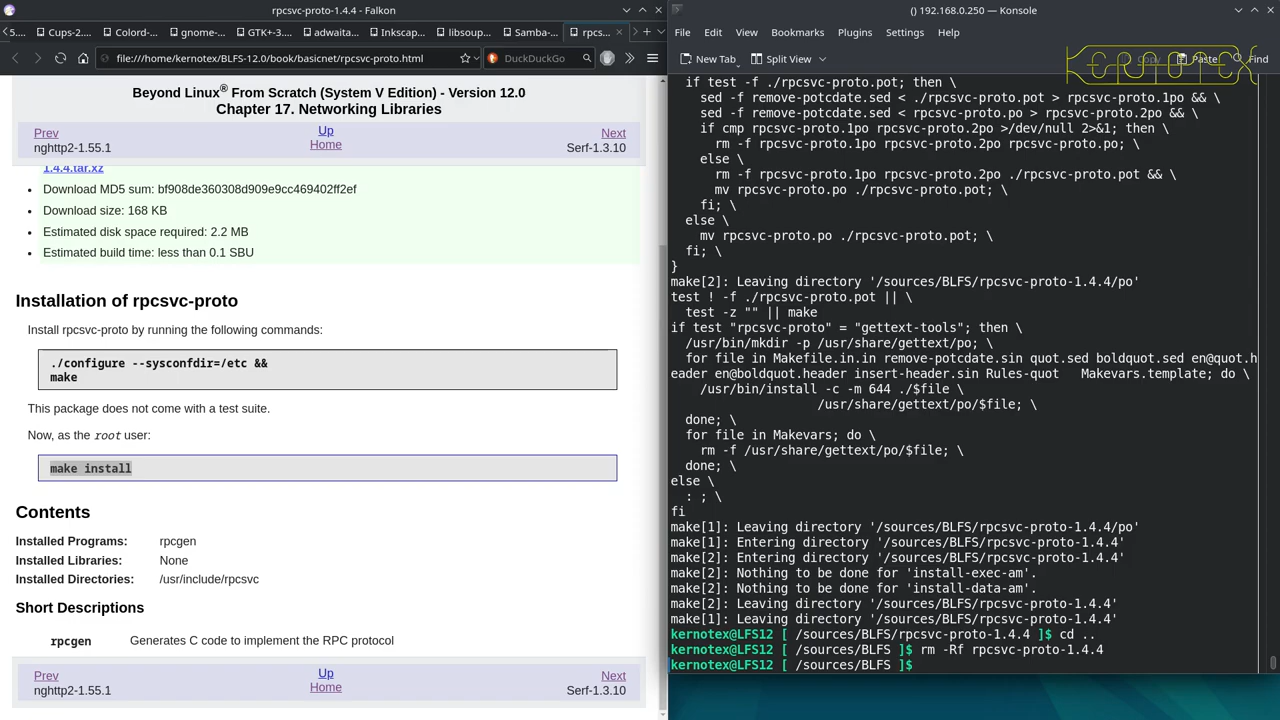 rpcsvc-proto-1.4.4 - Falkon
5....
Cups-2....
Colord-...
gnome-...
GTK+-3....
adwaita...
Inkscap...
libsoup...
Samba-...
rpcs...
file:///home/kernotex/BLFS-12.0/book/basicnet/rpcsvc-proto.html
DuckDuckGo
Beyond Linux® From Scratch (System V Edition) - Version 12.0
Chapter 17. Networking Libraries
Prev Up Next
nghttp2-1.55.1 Home Serf-1.3.10
1.4.4.tar.xz
• Download MD5 sum: bf908de360308d909e9cc469402ff2ef
• Download size: 168 KB
• Estimated disk space required: 2.2 MB
• Estimated build time: less than 0.1 SBU
Installation of rpcsvc-proto
Install rpcsvc-proto by running the following commands:
./configure --sysconfdir=/etc &&
make
This package does not come with a test suite.
Now, as the root user:
make install
Contents
Installed Programs: rpcgen
Installed Libraries: None
Installed Directories: /usr/include/rpcsvc
Short Descriptions
rpcgen Generates C code to implement the RPC protocol
Prev Up Next
nghttp2-1.55.1 Home Serf-1.3.10
() 192.168.0.250 — Konsole
File Edit View Bookmarks Plugins Settings Help
New Tab Split View Copy Paste Find
KERNOTEX
if test -f ./rpcsvc-proto.pot; then \
sed -f remove-potcdate.sed < ./rpcsvc-proto.pot > rpcsvc-proto.1po && \
sed -f remove-potcdate.sed < rpcsvc-proto.po > rpcsvc-proto.2po && \
if cmp rpcsvc-proto.1po rpcsvc-proto.2po >/dev/null 2>&1; then \
rm -f rpcsvc-proto.1po rpcsvc-proto.2po rpcsvc-proto.po; \
else \
rm -f rpcsvc-proto.1po rpcsvc-proto.2po ./rpcsvc-proto.pot && \
mv rpcsvc-proto.po ./rpcsvc-proto.pot; \
fi; \
else \
mv rpcsvc-proto.po ./rpcsvc-proto.pot; \
fi; \
}
make[2]: Leaving directory '/sources/BLFS/rpcsvc-proto-1.4.4/po'
test ! -f ./rpcsvc-proto.pot || \
test -z "" || make
if test "rpcsvc-proto" = "gettext-tools"; then \
/usr/bin/mkdir -p /usr/share/gettext/po; \
for file in Makefile.in.in remove-potcdate.sin quot.sed boldquot.sed en@quot.h
eader en@boldquot.header insert-header.sin Rules-quot Makevars.template; do \
/usr/bin/install -c -m 644 ./$file \
/usr/share/gettext/po/$file; \
done; \
for file in Makevars; do \
rm -f /usr/share/gettext/po/$file; \
done; \
else \
: ; \
fi
make[1]: Leaving directory '/sources/BLFS/rpcsvc-proto-1.4.4/po'
make[1]: Entering directory '/sources/BLFS/rpcsvc-proto-1.4.4'
make[2]: Entering directory '/sources/BLFS/rpcsvc-proto-1.4.4'
make[2]: Nothing to be done for 'install-exec-am'.
make[2]: Nothing to be done for 'install-data-am'.
make[2]: Leaving directory '/sources/BLFS/rpcsvc-proto-1.4.4'
make[1]: Leaving directory '/sources/BLFS/rpcsvc-proto-1.4.4'
kernotex@LFS12 [ /sources/BLFS/rpcsvc-proto-1.4.4 ]$ cd ..
kernotex@LFS12 [ /sources/BLFS ]$ rm -Rf rpcsvc-proto-1.4.4
kernotex@LFS12 [ /sources/BLFS ]$